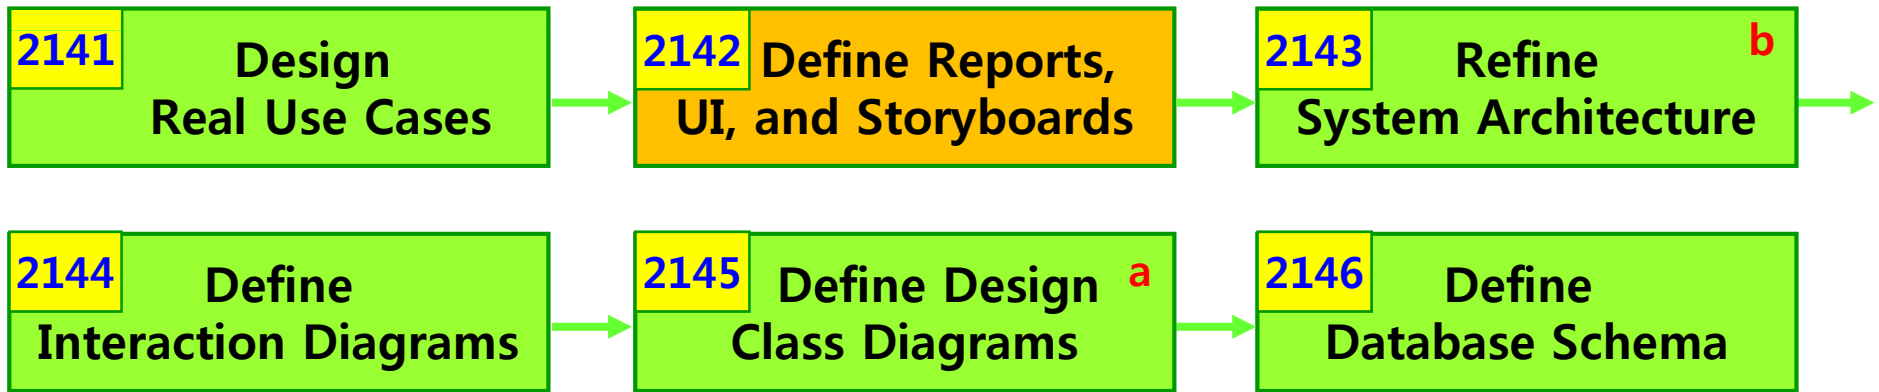 2141
Design
Real Use Cases
2142
Define Reports,
UI, and Storyboards
2143
Refine
b
System Architecture
2144
Define
Interaction Diagrams
2145
Define Design
a
Class Diagrams
2146
Define
Database Schema